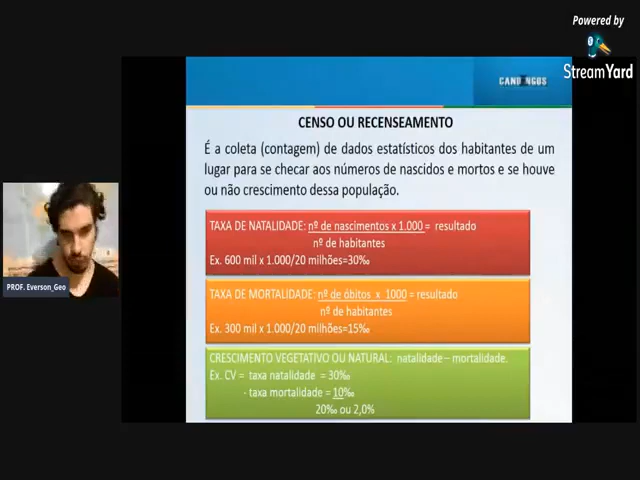 Powered by
StreamYard
CANDANGOS
CENSO OU RECENSEAMENTO
É a coleta (contagem) de dados estatísticos dos habitantes de um
lugar para se checar aos números de nascidos e mortos e se houve
ou não crescimento dessa população.
TAXA DE NATALIDADE: nº de nascimentos x 1.000 = resultado
nº de habitantes
Ex. 600 mil x 1.000/20 milhões=30‰
TAXA DE MORTALIDADE: nº de óbitos x 1000 = resultado
nº de habitantes
Ex. 300 mil x 1.000/20 milhões=15‰
CRESCIMENTO VEGETATIVO OU NATURAL: natalidade – mortalidade.
Ex. CV = taxa natalidade = 30‰
- taxa mortalidade = 10‰
20‰ ou 2,0%
PROF. Everson_Geo